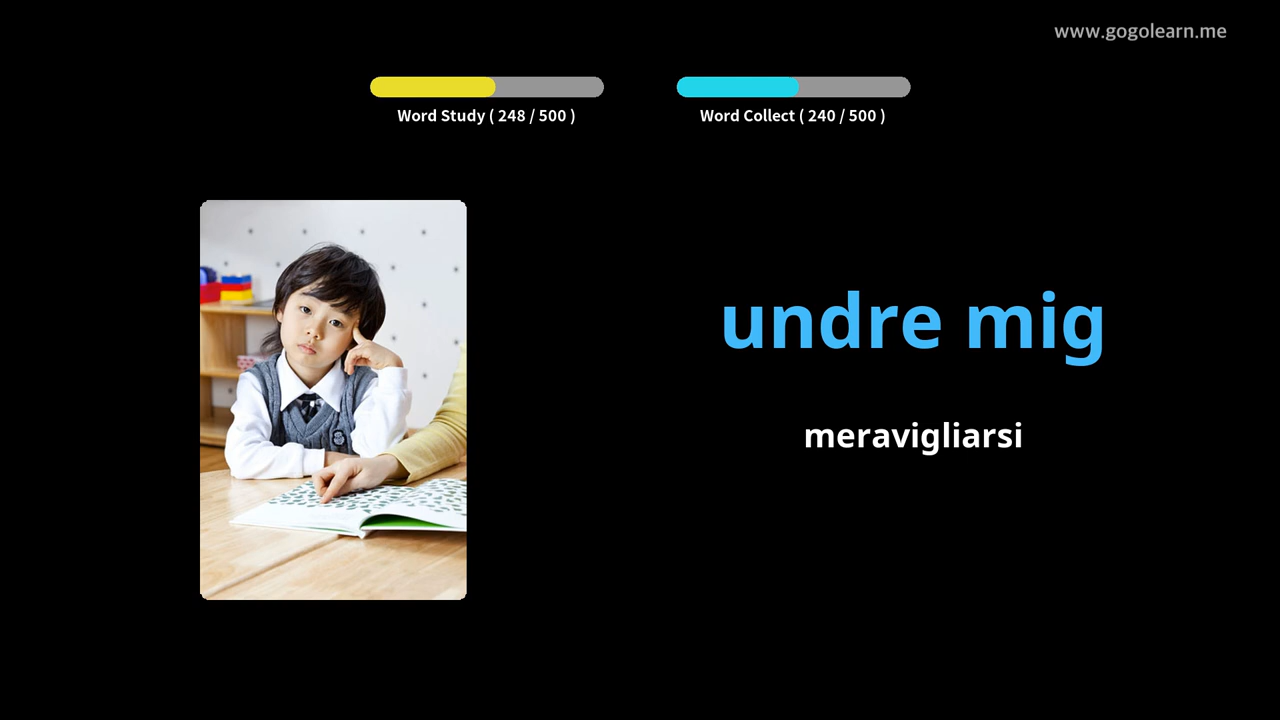 www.gogolearn.me
Word Study ( 248 / 500 )
Word Collect ( 240 / 500 )
undre mig
meravigliarsi